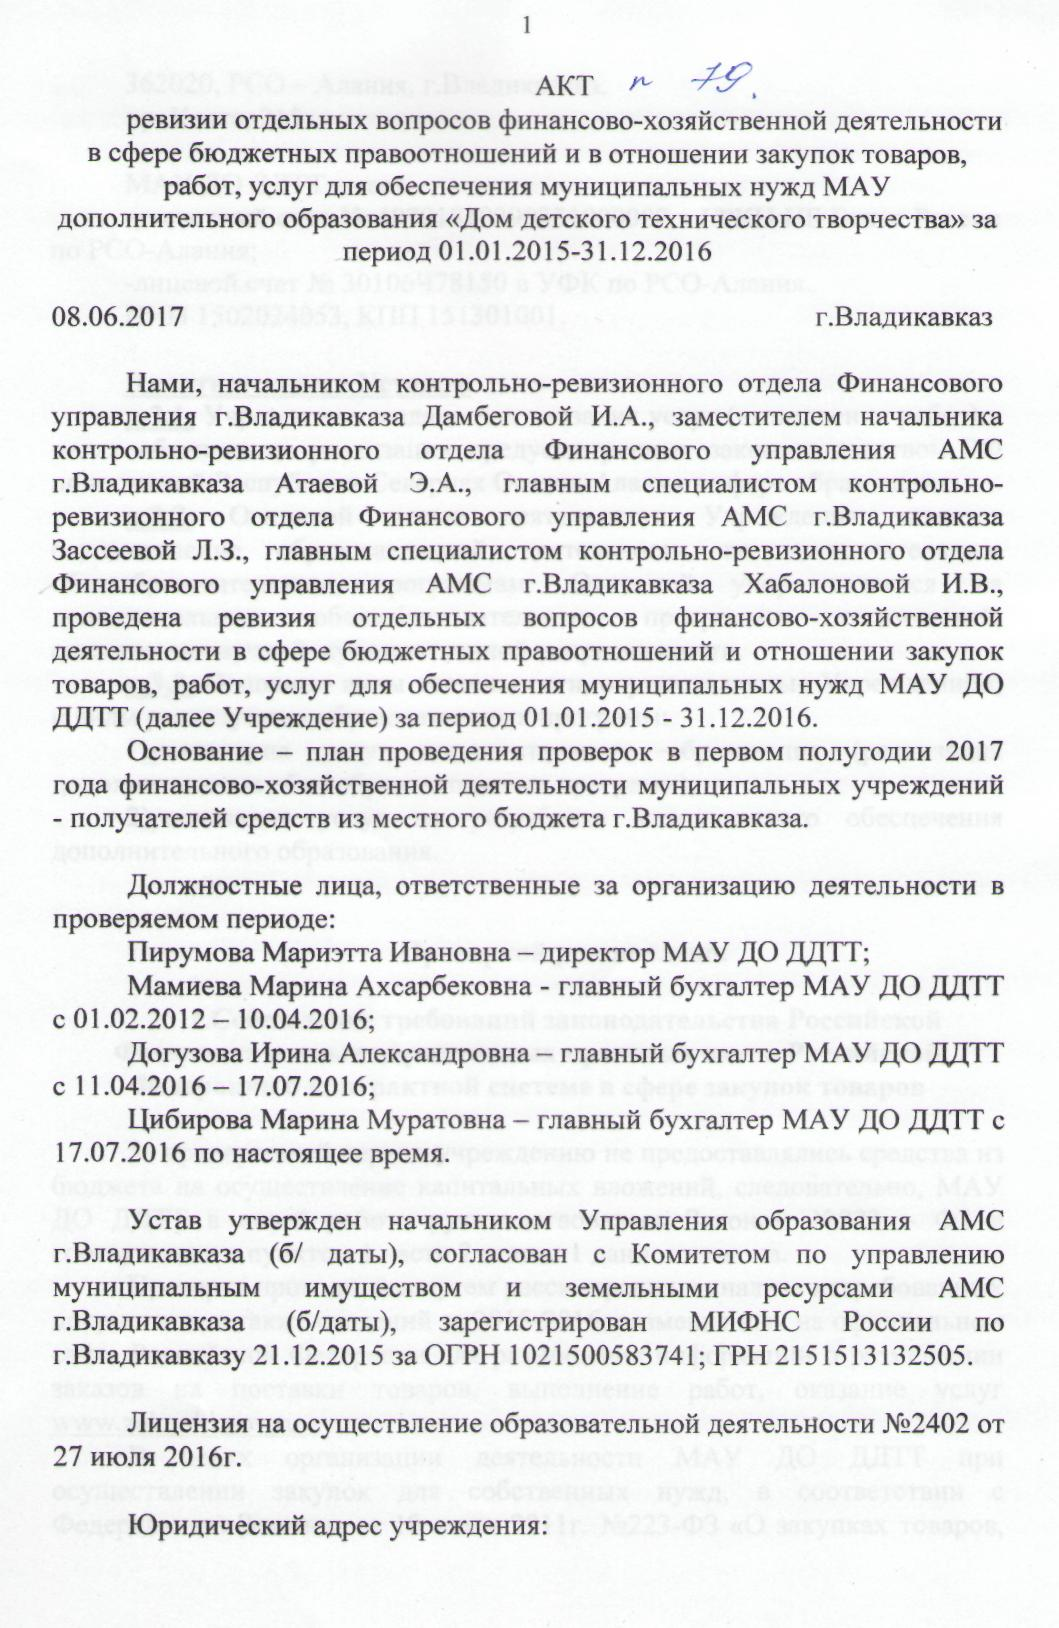 1
АКТ п 79.
ревизии отдельных вопросов финансово-хозяйственной деятельности
в сфере бюджетных правоотношений и в отношении закупок товаров,
работ, услуг для обеспечения муниципальных нужд МАУ
дополнительного образования «Дом детского технического творчества» за
период 01.01.2015-31.12.2016
08.06.2017 г.Владикавказ
Нами, начальником контрольно-ревизионного отдела Финансового
управления г.Владикавказа Дамбеговой И.А., заместителем начальника
контрольно-ревизионного отдела Финансового управления АМС
г.Владикавказа Атаевой Э.А., главным специалистом контрольно-
ревизионного отдела Финансового управления АМС г.Владикавказа
Зассеевой Л.З., главным специалистом контрольно-ревизионного отдела
Финансового управления АМС г.Владикавказа Хабалоновой И.В.,
проведена ревизия отдельных вопросов финансово-хозяйственной
деятельности в сфере бюджетных правоотношений и отношении закупок
товаров, работ, услуг для обеспечения муниципальных нужд МАУ ДО
ДДТТ (далее Учреждение) за период 01.01.2015 - 31.12.2016.
Основание – план проведения проверок в первом полугодии 2017
года финансово-хозяйственной деятельности муниципальных учреждений
- получателей средств из местного бюджета г.Владикавказа.
Должностные лица, ответственные за организацию деятельности в
проверяемом периоде:
Пирумова Мариэтта Ивановна – директор МАУ ДО ДДТТ;
Мамиева Марина Ахсарбековна - главный бухгалтер МАУ ДО ДДТТ
с 01.02.2012 – 10.04.2016;
Догузова Ирина Александровна – главный бухгалтер МАУ ДО ДДТТ
с 11.04.2016 – 17.07.2016;
Цибирова Марина Муратовна – главный бухгалтер МАУ ДО ДДТТ с
17.07.2016 по настоящее время.
Устав утвержден начальником Управления образования АМС
г.Владикавказа (б/ даты), согласован с Комитетом по управлению
муниципальным имуществом и земельными ресурсами АМС
г.Владикавказа (б/даты), зарегистрирован МИФНС России по
г.Владикавказу 21.12.2015 за ОГРН 1021500583741; ГРН 2151513132505.
Лицензия на осуществление образовательной деятельности №2402 от
27 июля 2016г.
Юридический адрес учреждения: